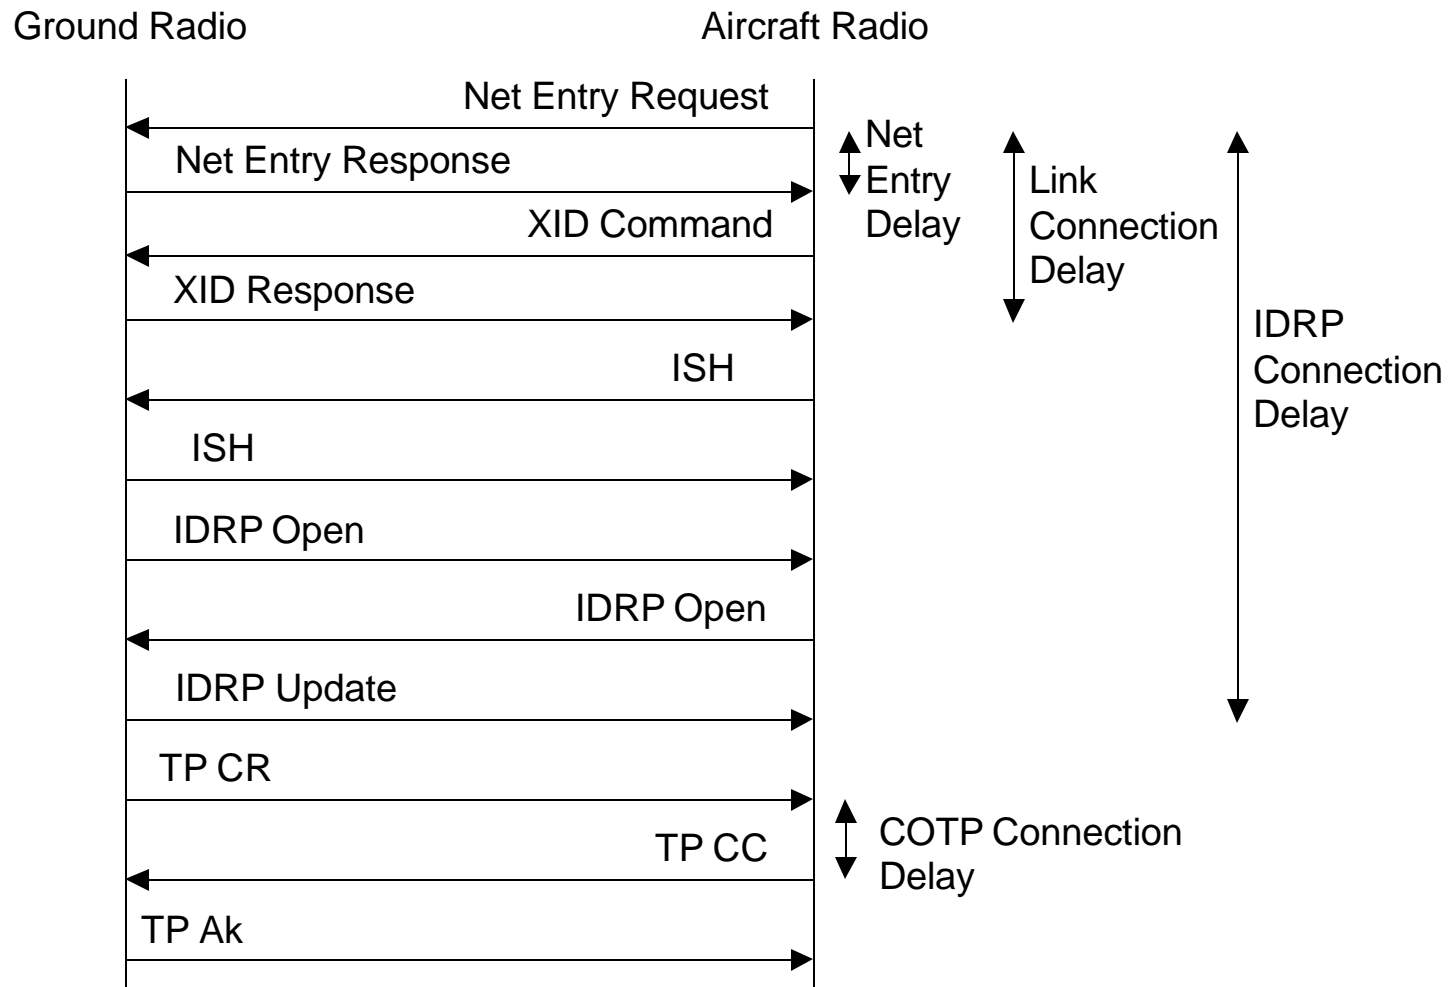 Ground Radio
Aircraft Radio
Net Entry Request
Net Entry Response
XID Command
XID Response
ISH
ISH
IDRP Open
IDRP Open
IDRP Update
TP CR
TP CC
TP Ak
Net
Entry
Delay
Link
Connection
Delay
IDRP
Connection
Delay
COTP Connection
Delay